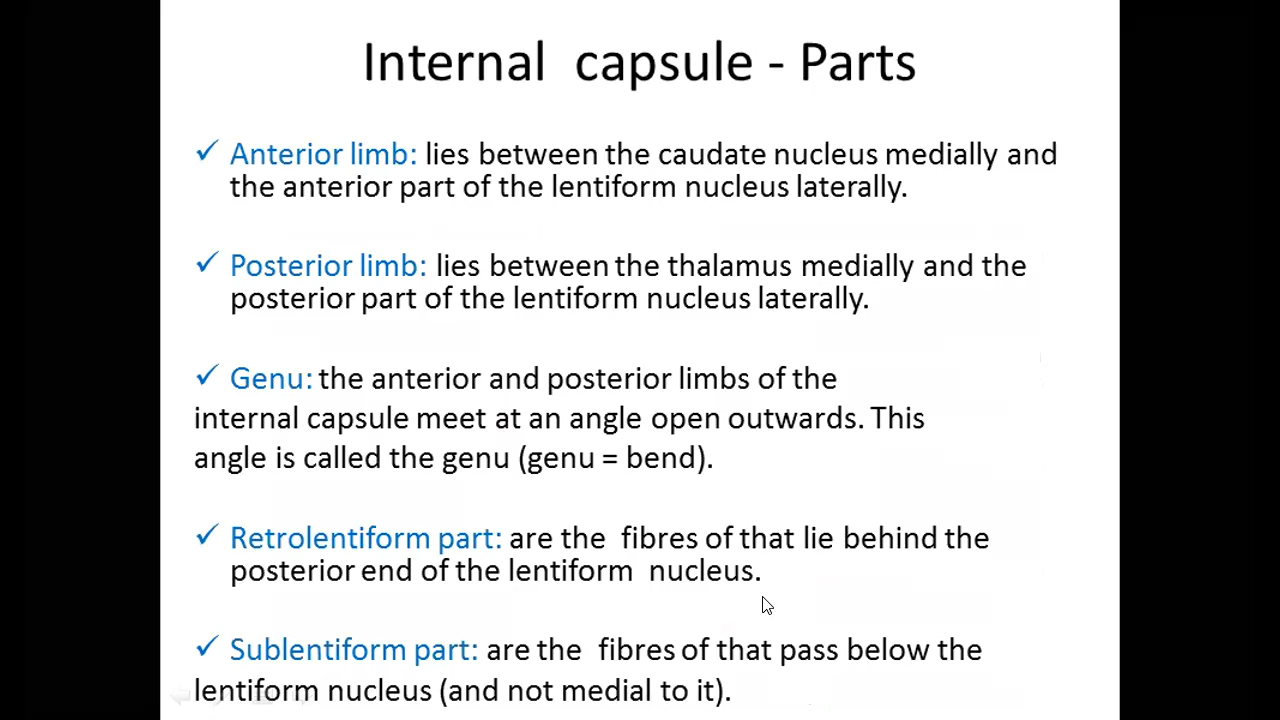 Internal capsule - Parts
✓ Anterior limb: lies between the caudate nucleus medially and
the anterior part of the lentiform nucleus laterally.
✓ Posterior limb: lies between the thalamus medially and the
posterior part of the lentiform nucleus laterally.
✓ Genu: the anterior and posterior limbs of the
internal capsule meet at an angle open outwards. This
angle is called the genu (genu = bend).
✓ Retrolentiform part: are the fibres of that lie behind the
posterior end of the lentiform nucleus.
✓ Sublentiform part: are the fibres of that pass below the
lentiform nucleus (and not medial to it).